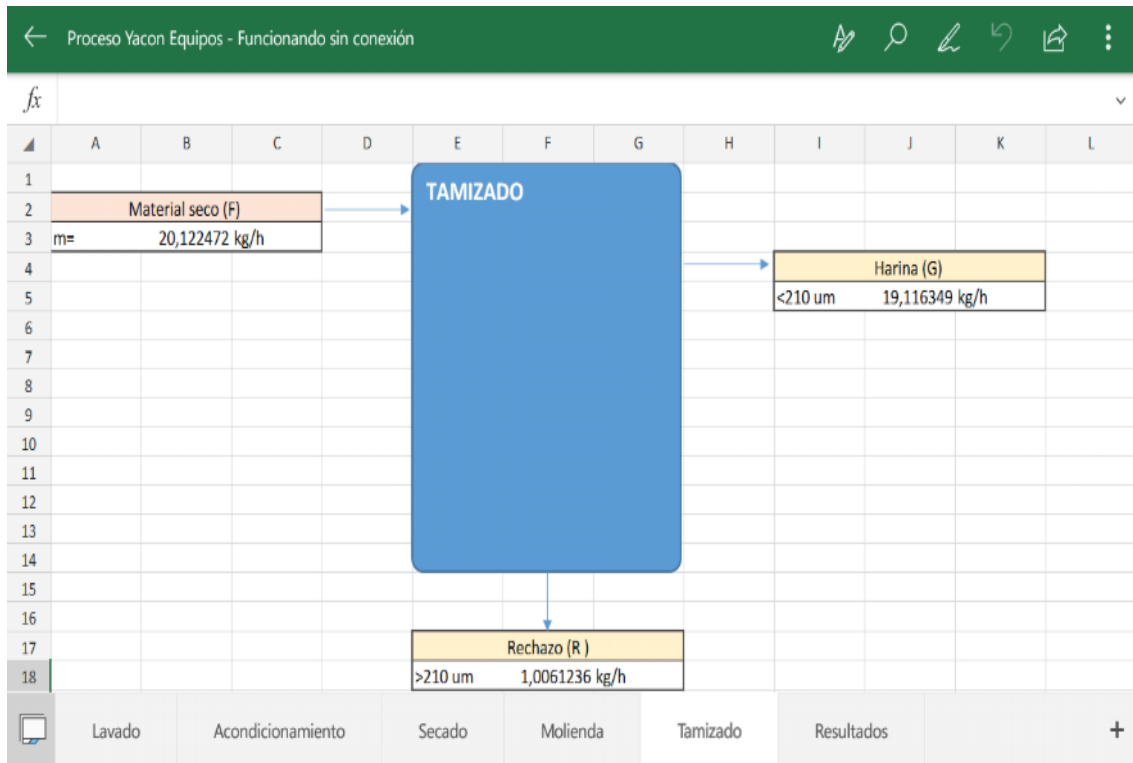 Proceso Yacon Equipos - Funcionando sin conexión
fx
A B C D E F G H I J K L
1
TAMIZADO
2 Material seco (F)
3 m= 20,122472 kg/h
4 Harina (G)
5 <210 um 19,116349 kg/h
6
7
8
9
10
11
12
13
14
15
16
17 Rechazo (R )
18 >210 um 1,0061236 kg/h
Lavado Acondicionamiento Secado Molienda Tamizado Resultados +